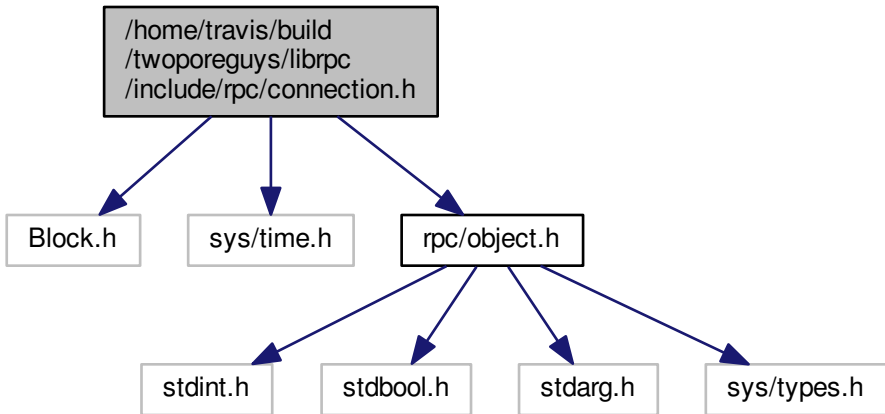 /home/travis/build
/twoporeguys/librpc
/include/rpc/connection.h
Block.h
sys/time.h
rpc/object.h
stdint.h
stdbool.h
stdarg.h
sys/types.h